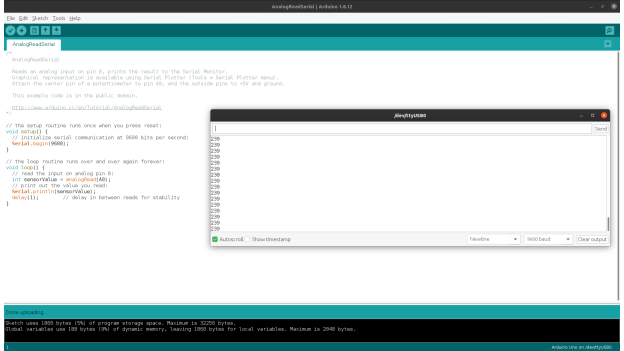 AnalogReadSerial | Arduino 1.8.12
File Edit Sketch Tools Help
AnalogReadSerial
/*
AnalogReadSerial
Reads an analog input on pin 0, prints the result to the Serial Monitor.
Graphical representation is available using Serial Plotter (Tools > Serial Plotter menu).
Attach the center pin of a potentiometer to pin A0, and the outside pins to +5V and ground.
This example code is in the public domain.
http://www.arduino.cc/en/Tutorial/AnalogReadSerial
*/
// the setup routine runs once when you press reset:
void setup() {
// initialize serial communication at 9600 bits per second:
Serial.begin(9600);
}
// the loop routine runs over and over again forever:
void loop() {
// read the input on analog pin 0:
int sensorValue = analogRead(A0);
// print out the value you read:
Serial.println(sensorValue);
delay(1); // delay in between reads for stability
}
/dev/ttyUSB0
Send
239
239
239
239
239
239
238
239
239
239
239
239
239
239
239
239
Autoscroll Show timestamp
Newline
9600 baud
Clear output
Done uploading.
Sketch uses 1860 bytes (5%) of program storage space. Maximum is 32256 bytes.
Global variables use 188 bytes (9%) of dynamic memory, leaving 1860 bytes for local variables. Maximum is 2048 bytes.
1
Arduino Uno on /dev/ttyUSB0